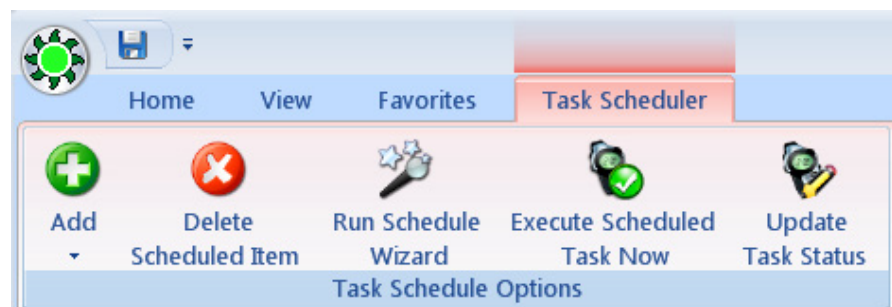 Home View Favorites Task Scheduler
Add Delete Run Schedule Execute Scheduled Update
Scheduled Item Wizard Task Now Task Status
Task Schedule Options